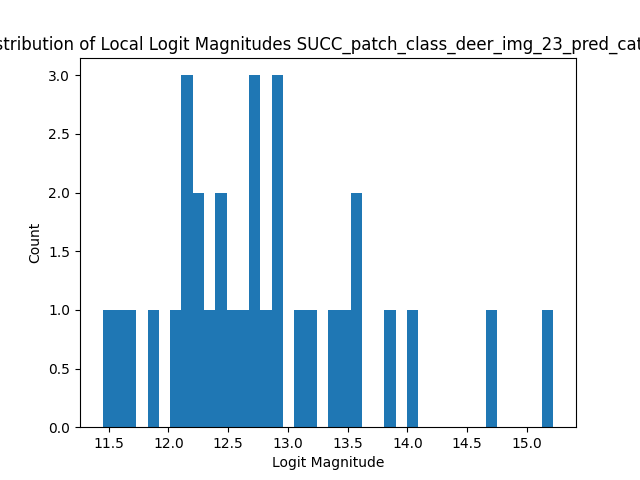 stribution of Local Logit Magnitudes SUCC_patch_class_deer_img_23_pred_cat
3.0
2.5
2.0
1.5
1.0
0.5
0.0
Count
11.5 12.0 12.5 13.0 13.5 14.0 14.5 15.0
Logit Magnitude